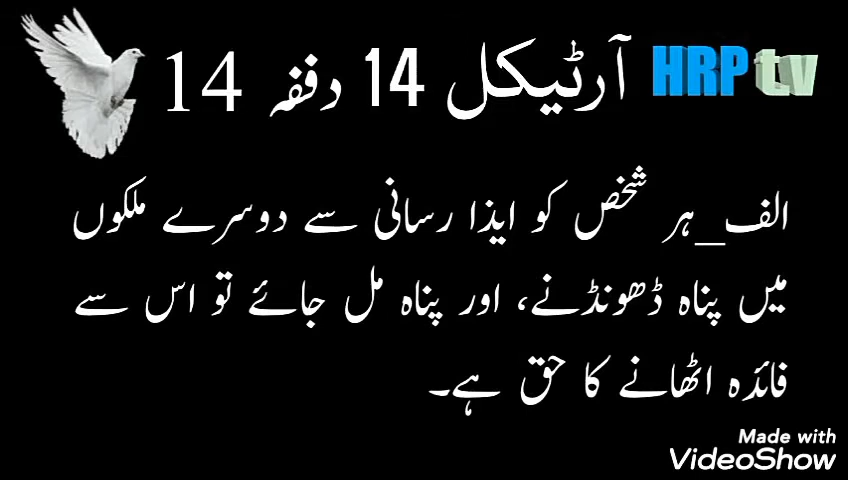 HRP tv آرٹیکل 14 دفہ 14
الف_ہر شخص کو ایذا رسانی سے دوسرے ملکوں
میں پناہ ڈھونڈنے، اور پناہ مل جائے تو اس سے
فائدہ اٹھانے کا حق ہے۔
Made with
VideoShow